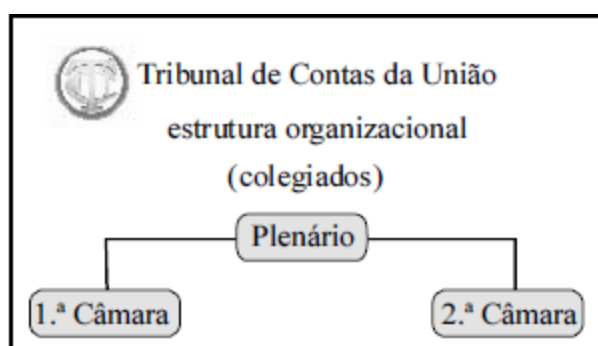 Tribunal de Contas da União
estrutura organizacional
(colegiados)
Plenário
1.ª Câmara
2.ª Câmara